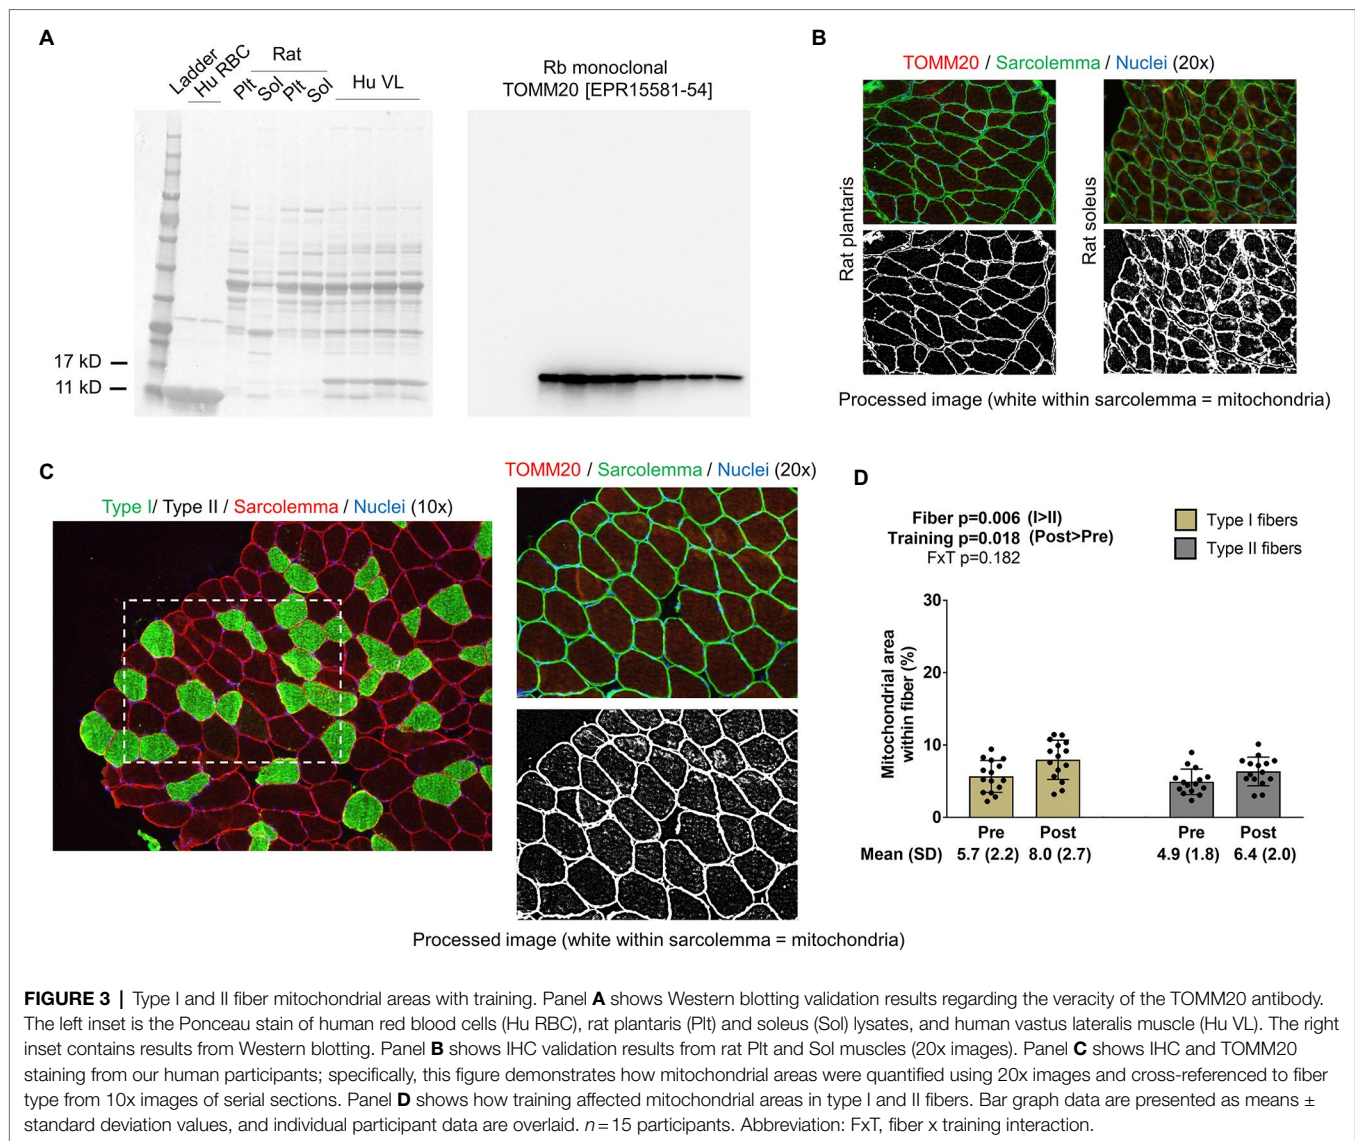 A
Ladder
Hu RBC
Rat
Plt
Sol
Plt
Sol
Hu VL
Rb monoclonal
TOMM20 [EPR15581-54]
17 kD
11 kD
B
TOMM20 / Sarcolemma / Nuclei (20x)
Rat plantaris
Rat soleus
Processed image (white within sarcolemma = mitochondria)
C
Type I/ Type II / Sarcolemma / Nuclei (10x)
TOMM20 / Sarcolemma / Nuclei (20x)
Processed image (white within sarcolemma = mitochondria)
D
Fiber p=0.006 (I>II)
Training p=0.018 (Post>Pre)
FxT p=0.182
Type I fibers
Type II fibers
Mitochondrial area
within fiber (%)
30
20
10
0
Pre Post Pre Post
Mean (SD) 5.7 (2.2) 8.0 (2.7) 4.9 (1.8) 6.4 (2.0)
FIGURE 3 | Type I and II fiber mitochondrial areas with training. Panel A shows Western blotting validation results regarding the veracity of the TOMM20 antibody.
The left inset is the Ponceau stain of human red blood cells (Hu RBC), rat plantaris (Plt) and soleus (Sol) lysates, and human vastus lateralis muscle (Hu VL). The right
inset contains results from Western blotting. Panel B shows IHC validation results from rat Plt and Sol muscles (20x images). Panel C shows IHC and TOMM20
staining from our human participants; specifically, this figure demonstrates how mitochondrial areas were quantified using 20x images and cross-referenced to fiber
type from 10x images of serial sections. Panel D shows how training affected mitochondrial areas in type I and II fibers. Bar graph data are presented as means ±
standard deviation values, and individual participant data are overlaid. n = 15 participants. Abbreviation: FxT, fiber x training interaction.